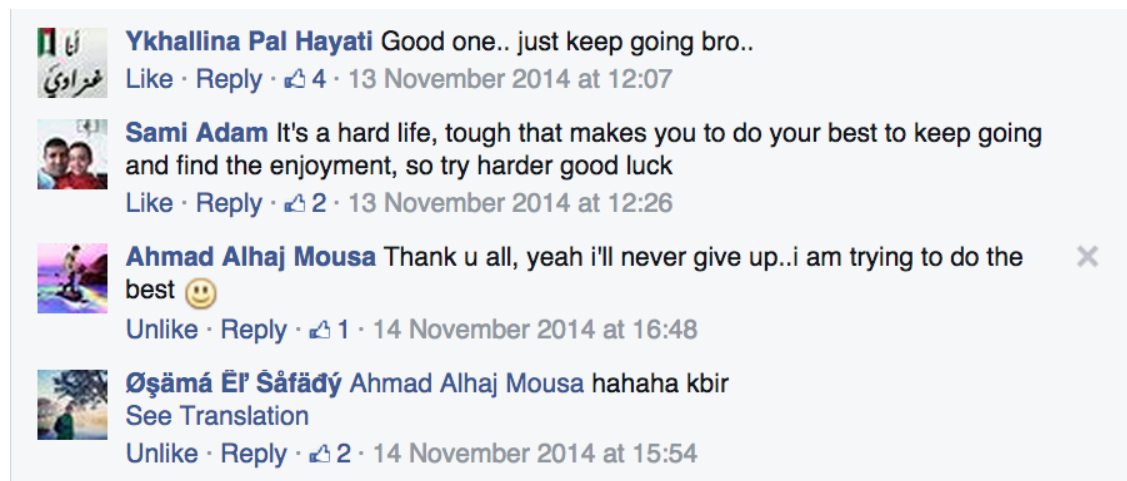 أنا
غزاوي
Ykhallina Pal Hayati Good one.. just keep going bro..
Like · Reply · 4 · 13 November 2014 at 12:07
Sami Adam It's a hard life, tough that makes you to do your best to keep going
and find the enjoyment, so try harder good luck
Like · Reply · 2 · 13 November 2014 at 12:26
Ahmad Alhaj Mousa Thank u all, yeah i'll never give up..i am trying to do the
best
Unlike · Reply · 1 · 14 November 2014 at 16:48
Øşämá Ëľ Šåfäđý Ahmad Alhaj Mousa hahaha kbir
See Translation
Unlike · Reply · 2 · 14 November 2014 at 15:54